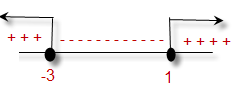 + + + - - - - - - - - - - - - + + + +
-3 1